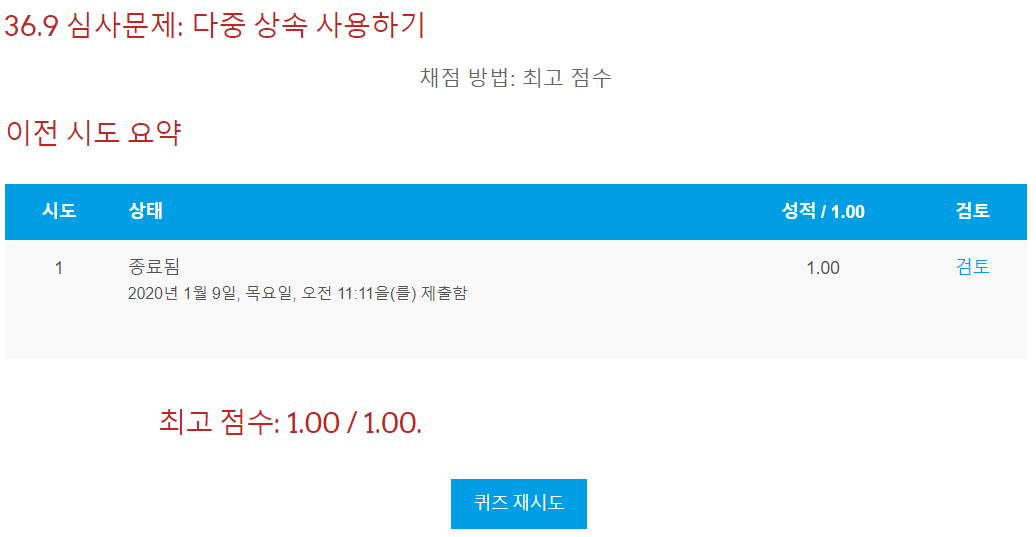 36.9 심사문제: 다중 상속 사용하기
채점 방법: 최고 점수
이전 시도 요약
시도 상태 성적 / 1.00 검토
1 종료됨 1.00 검토
2020년 1월 9일, 목요일, 오전 11:11을(를) 제출함
최고 점수: 1.00 / 1.00.
퀴즈 재시도